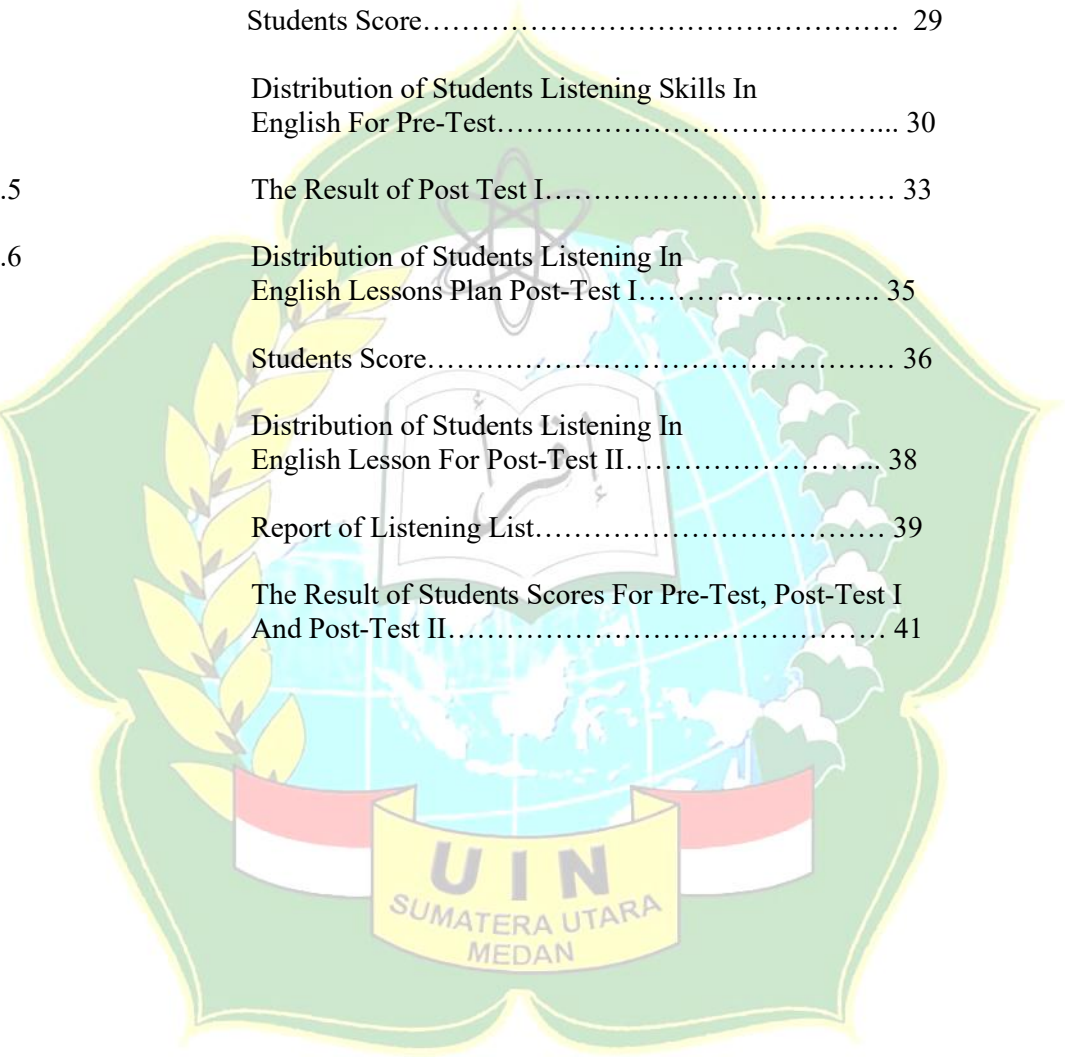 Students Score…………………………………………. 29
Distribution of Students Listening Skills In
English For Pre-Test………………………………... 30
.5 The Result of Post Test I……………………………… 33
.6 Distribution of Students Listening In
English Lessons Plan Post-Test I……………………. 35
Students Score………………………………………… 36
Distribution of Students Listening In
English Lesson For Post-Test II……………………... 38
Report of Listening List……………………………… 39
The Result of Students Scores For Pre-Test, Post-Test I
And Post-Test II……………………………………… 41
إقرأ
UIN
SUMATERA UTARA
MEDAN